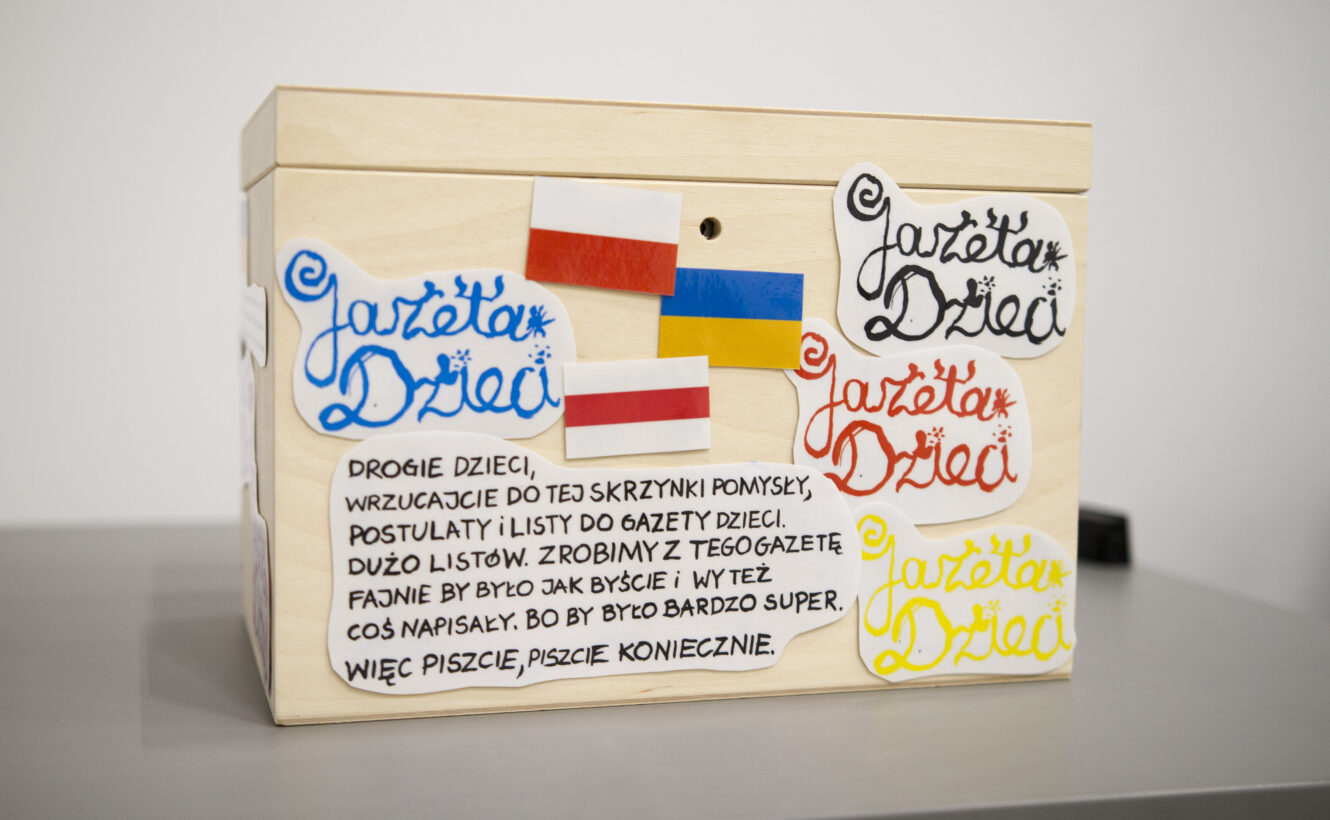 Gazeta
Dzieci
Gazeta
Dzieci
Gazeta
Dzieci
DROGIE DZIECI,
WRZUCAJCIE DO TEJ SKRZYNKI POMYSŁY,
POSTULATY i LISTY DO GAZETY DZIECI.
DUŻO LISTÓW. ZROBIMY Z TEGO GAZETĘ
FAJNIE BY BYŁO JAK BYŚCIE i WY TEŻ
COŚ NAPISAŁY. BO BY BYŁO BARDZO SUPER.
WIĘC PISZCIE, PISZCIE KONIECZNIE.
Gazeta
Dzieci